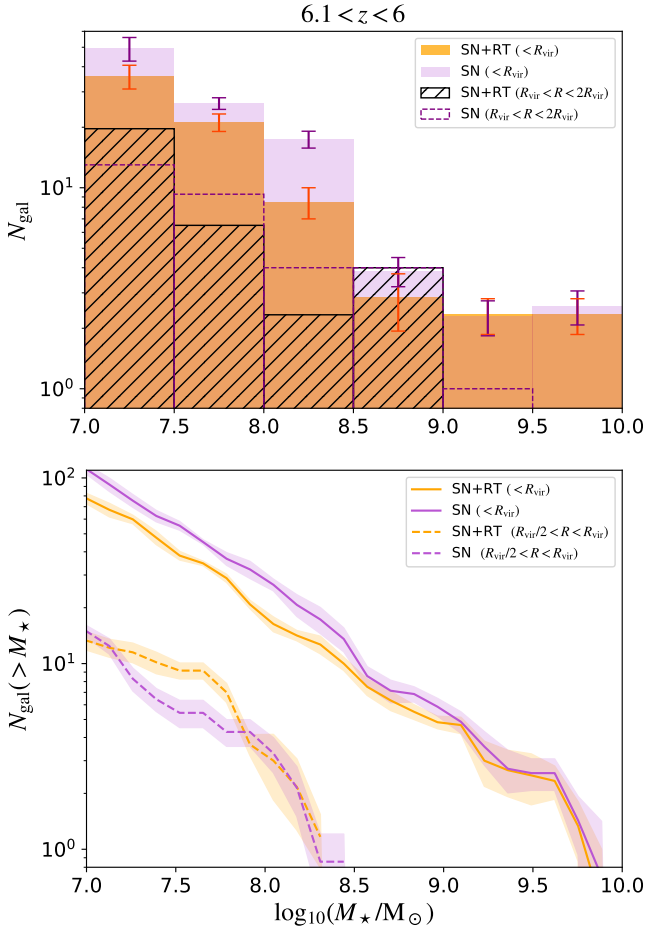 6.1 < z < 6
SN+RT (<R_vir)
SN (<R_vir)
SN+RT (R_vir<R<2R_vir)
SN (R_vir<R<2R_vir)
N_gal
10^1
10^0
7.0 7.5 8.0 8.5 9.0 9.5 10.0
SN+RT (<R_vir)
SN (<R_vir)
SN+RT (R_vir/2<R<R_vir)
SN (R_vir/2<R<R_vir)
N_gal(>M_⋆)
10^2
10^1
10^0
7.0 7.5 8.0 8.5 9.0 9.5 10.0
log_10(M_⋆/M_⊙)